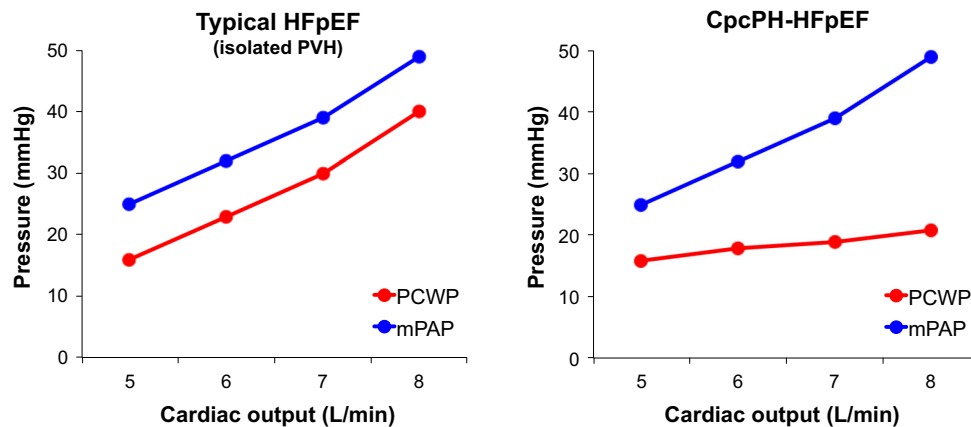 Typical HFpEF
(isolated PVH)
50
40
30
20
10
0
Pressure (mmHg)
PCWP
mPAP
5 6 7 8
Cardiac output (L/min)
CpcPH-HFpEF
50
40
30
20
10
0
Pressure (mmHg)
PCWP
mPAP
5 6 7 8
Cardiac output (L/min)